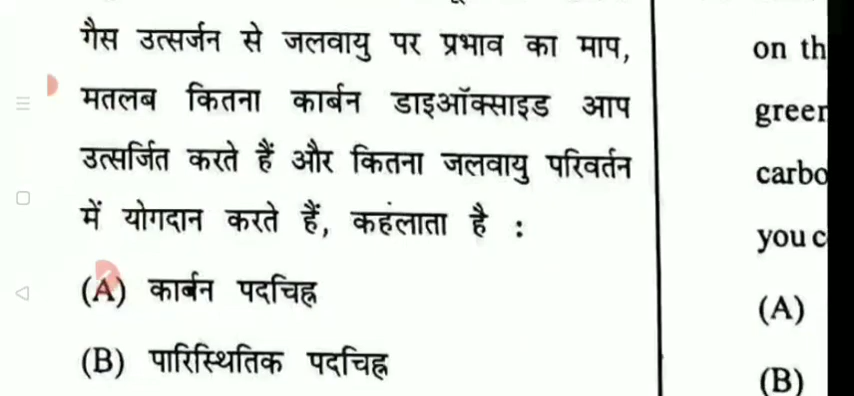 गैस उत्सर्जन से जलवायु पर प्रभाव का माप,
मतलब कितना कार्बन डाइऑक्साइड आप
उत्सर्जित करते हैं और कितना जलवायु परिवर्तन
में योगदान करते हैं, कहलाता है :
(A) कार्बन पदचिह्न
(B) पारिस्थितिक पदचिह्न
on th
green
carbo
you c
(A)
(B)